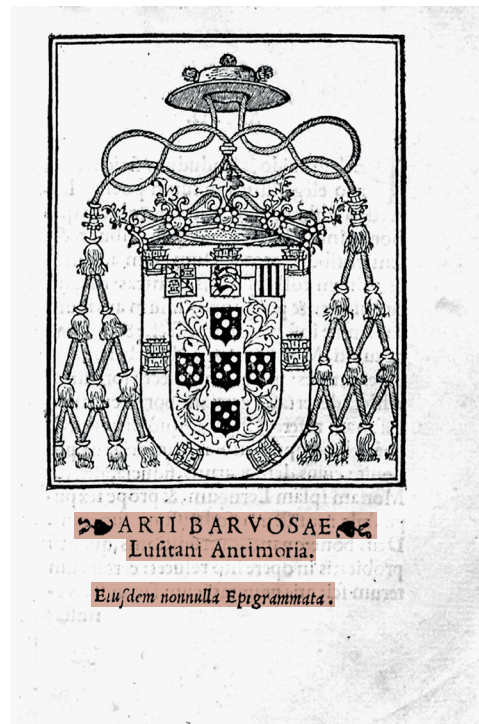 ❧ARII BARVOSAE❧
Luſitani Antimoria.
Eiuſdem nonnulla Epigrammata.